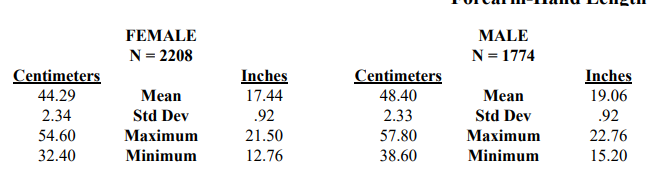 Forearm-Hand Length
FEMALE MALE
N = 2208 N = 1774
Centimeters Inches Centimeters Inches
44.29 Mean 17.44 48.40 Mean 19.06
2.34 Std Dev .92 2.33 Std Dev .92
54.60 Maximum 21.50 57.80 Maximum 22.76
32.40 Minimum 12.76 38.60 Minimum 15.20